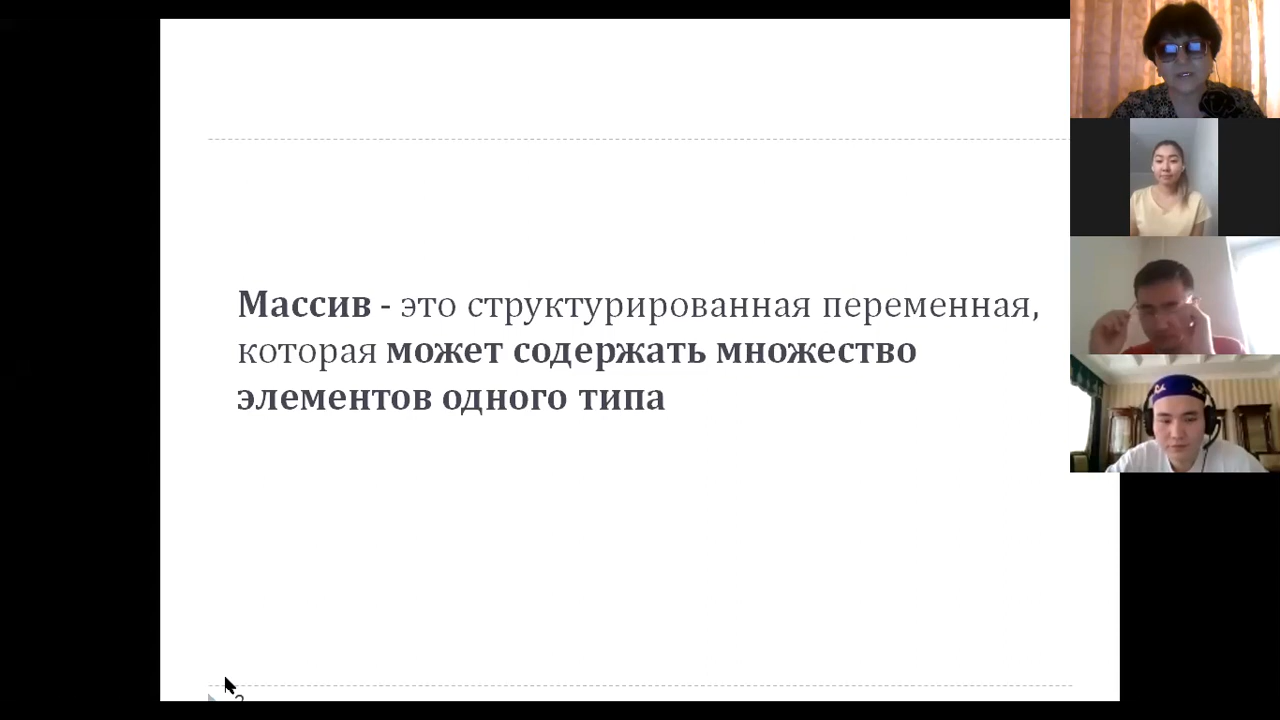 Массив - это структурированная переменная,
которая может содержать множество
элементов одного типа